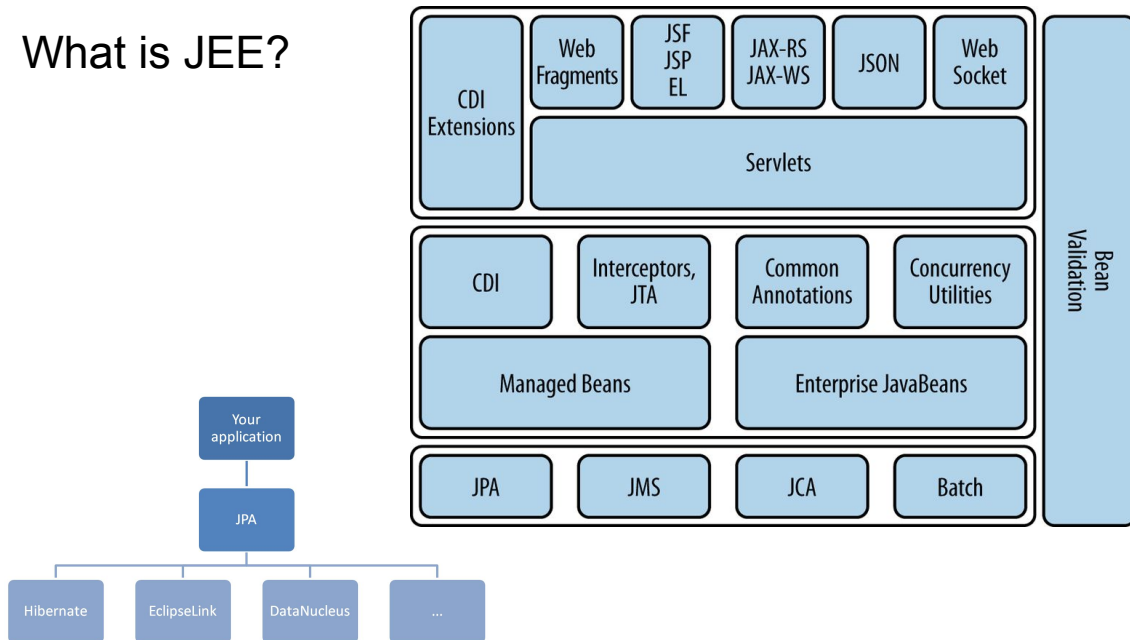 What is JEE?
CDI
Extensions
Web
Fragments
JSF
JSP
EL
JAX-RS
JAX-WS
JSON
Web
Socket
Servlets
CDI
Interceptors,
JTA
Common
Annotations
Concurrency
Utilities
Managed Beans
Enterprise JavaBeans
JPA
JMS
JCA
Batch
Bean
Validation
Your
application
JPA
Hibernate
EclipseLink
DataNucleus
...